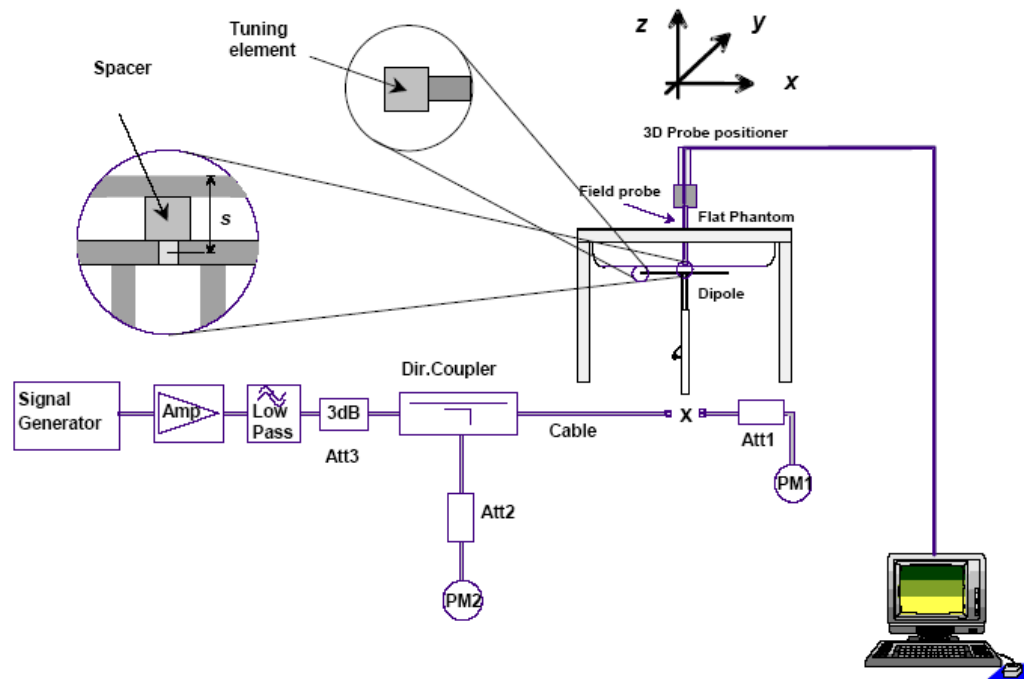 Tuning
element
Spacer
s
z
y
x
3D Probe positioner
Field probe
Flat Phantom
Dipole
Dir.Coupler
Signal
Generator
Amp
Low
Pass
3dB
Att3
Cable
X
Att1
PM1
Att2
PM2